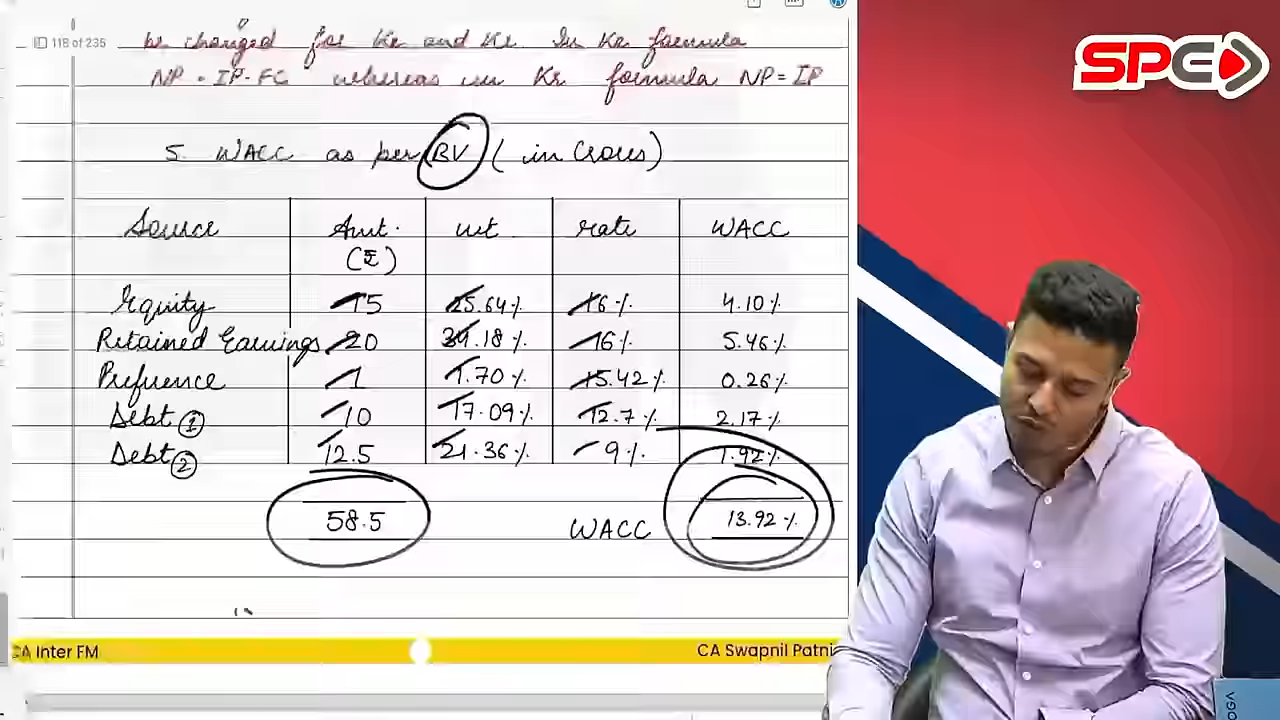 118 of 235
be changed for Ke and Kr. In Ke formula
NP = IP - FC whereas in Kr formula NP = IP
SPC
5. WACC as per BV (in Crores)
Source Amt. (₹) wt rate WACC
Equity 15 25.64% 16% 4.10%
Retained Earnings 20 34.18% 16% 5.46%
Prefrence 1 1.70% 15.42% 0.26%
Debt ① 10 17.09% 12.7% 2.17%
Debt ② 12.5 21.36% 9% 1.92%
58.5 WACC 13.92%
CA Inter FM
CA Swapnil Patni